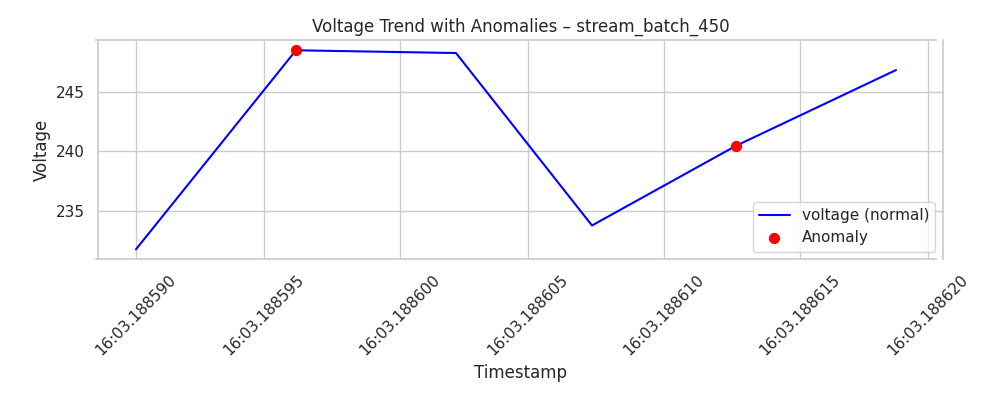 Voltage Trend with Anomalies – stream_batch_450
Voltage
245
240
235
voltage (normal)
Anomaly
16:03.188590
16:03.188595
16:03.188600
16:03.188605
16:03.188610
16:03.188615
16:03.188620
Timestamp